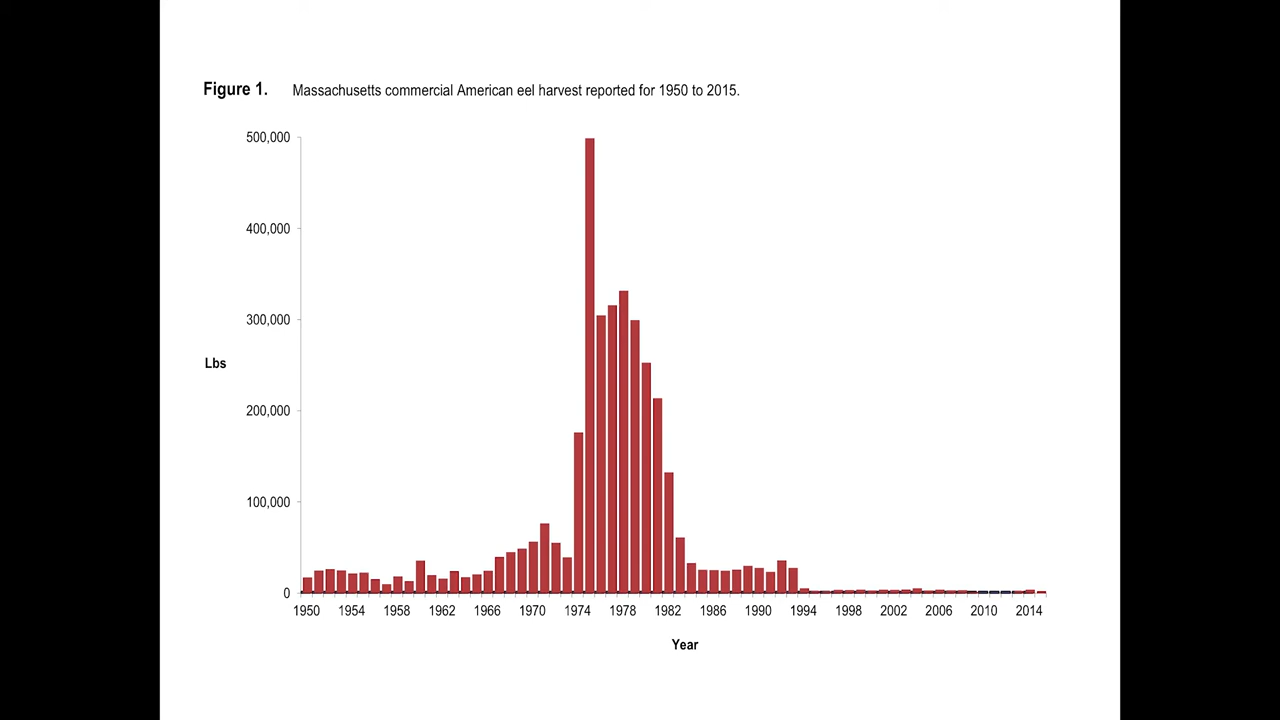 Figure 1. Massachusetts commercial American eel harvest reported for 1950 to 2015.
500,000
400,000
300,000
Lbs
200,000
100,000
0
1950 1954 1958 1962 1966 1970 1974 1978 1982 1986 1990 1994 1998 2002 2006 2010 2014
Year